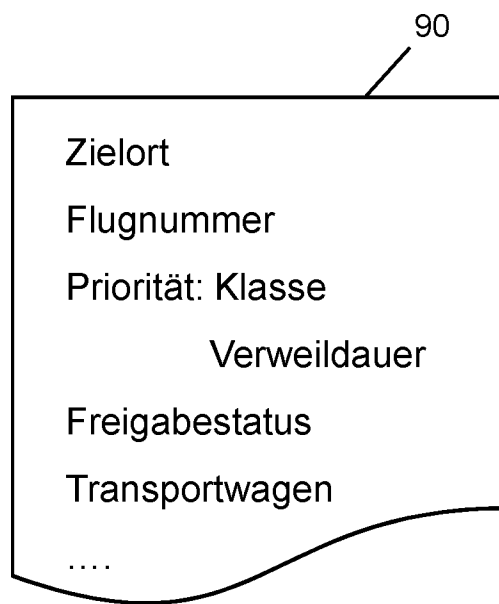 90
Zielort
Flugnummer
Priorität: Klasse
Verweildauer
Freigabestatus
Transportwagen
....